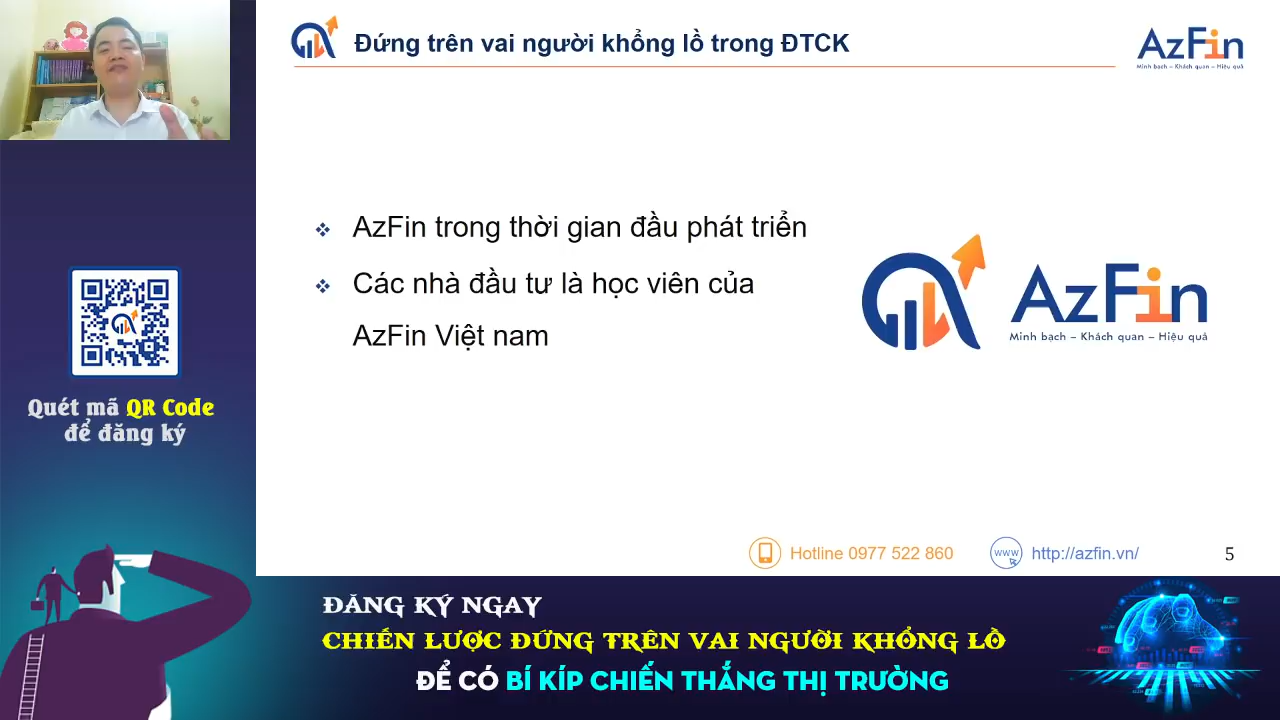 Đứng trên vai người khổng lồ trong ĐTCK
AzFin
Minh bạch – Khách quan – Hiệu quả
AzFin trong thời gian đầu phát triển
Các nhà đầu tư là học viên của
AzFin Việt nam
AzFin
Minh bạch – Khách quan – Hiệu quả
Quét mã QR Code
để đăng ký
Hotline 0977 522 860
www
http://azfin.vn/
5
ĐĂNG KÝ NGAY
CHIẾN LƯỢC ĐỨNG TRÊN VAI NGƯỜI KHỔNG LỒ
ĐỂ CÓ BÍ KÍP CHIẾN THẮNG THỊ TRƯỜNG